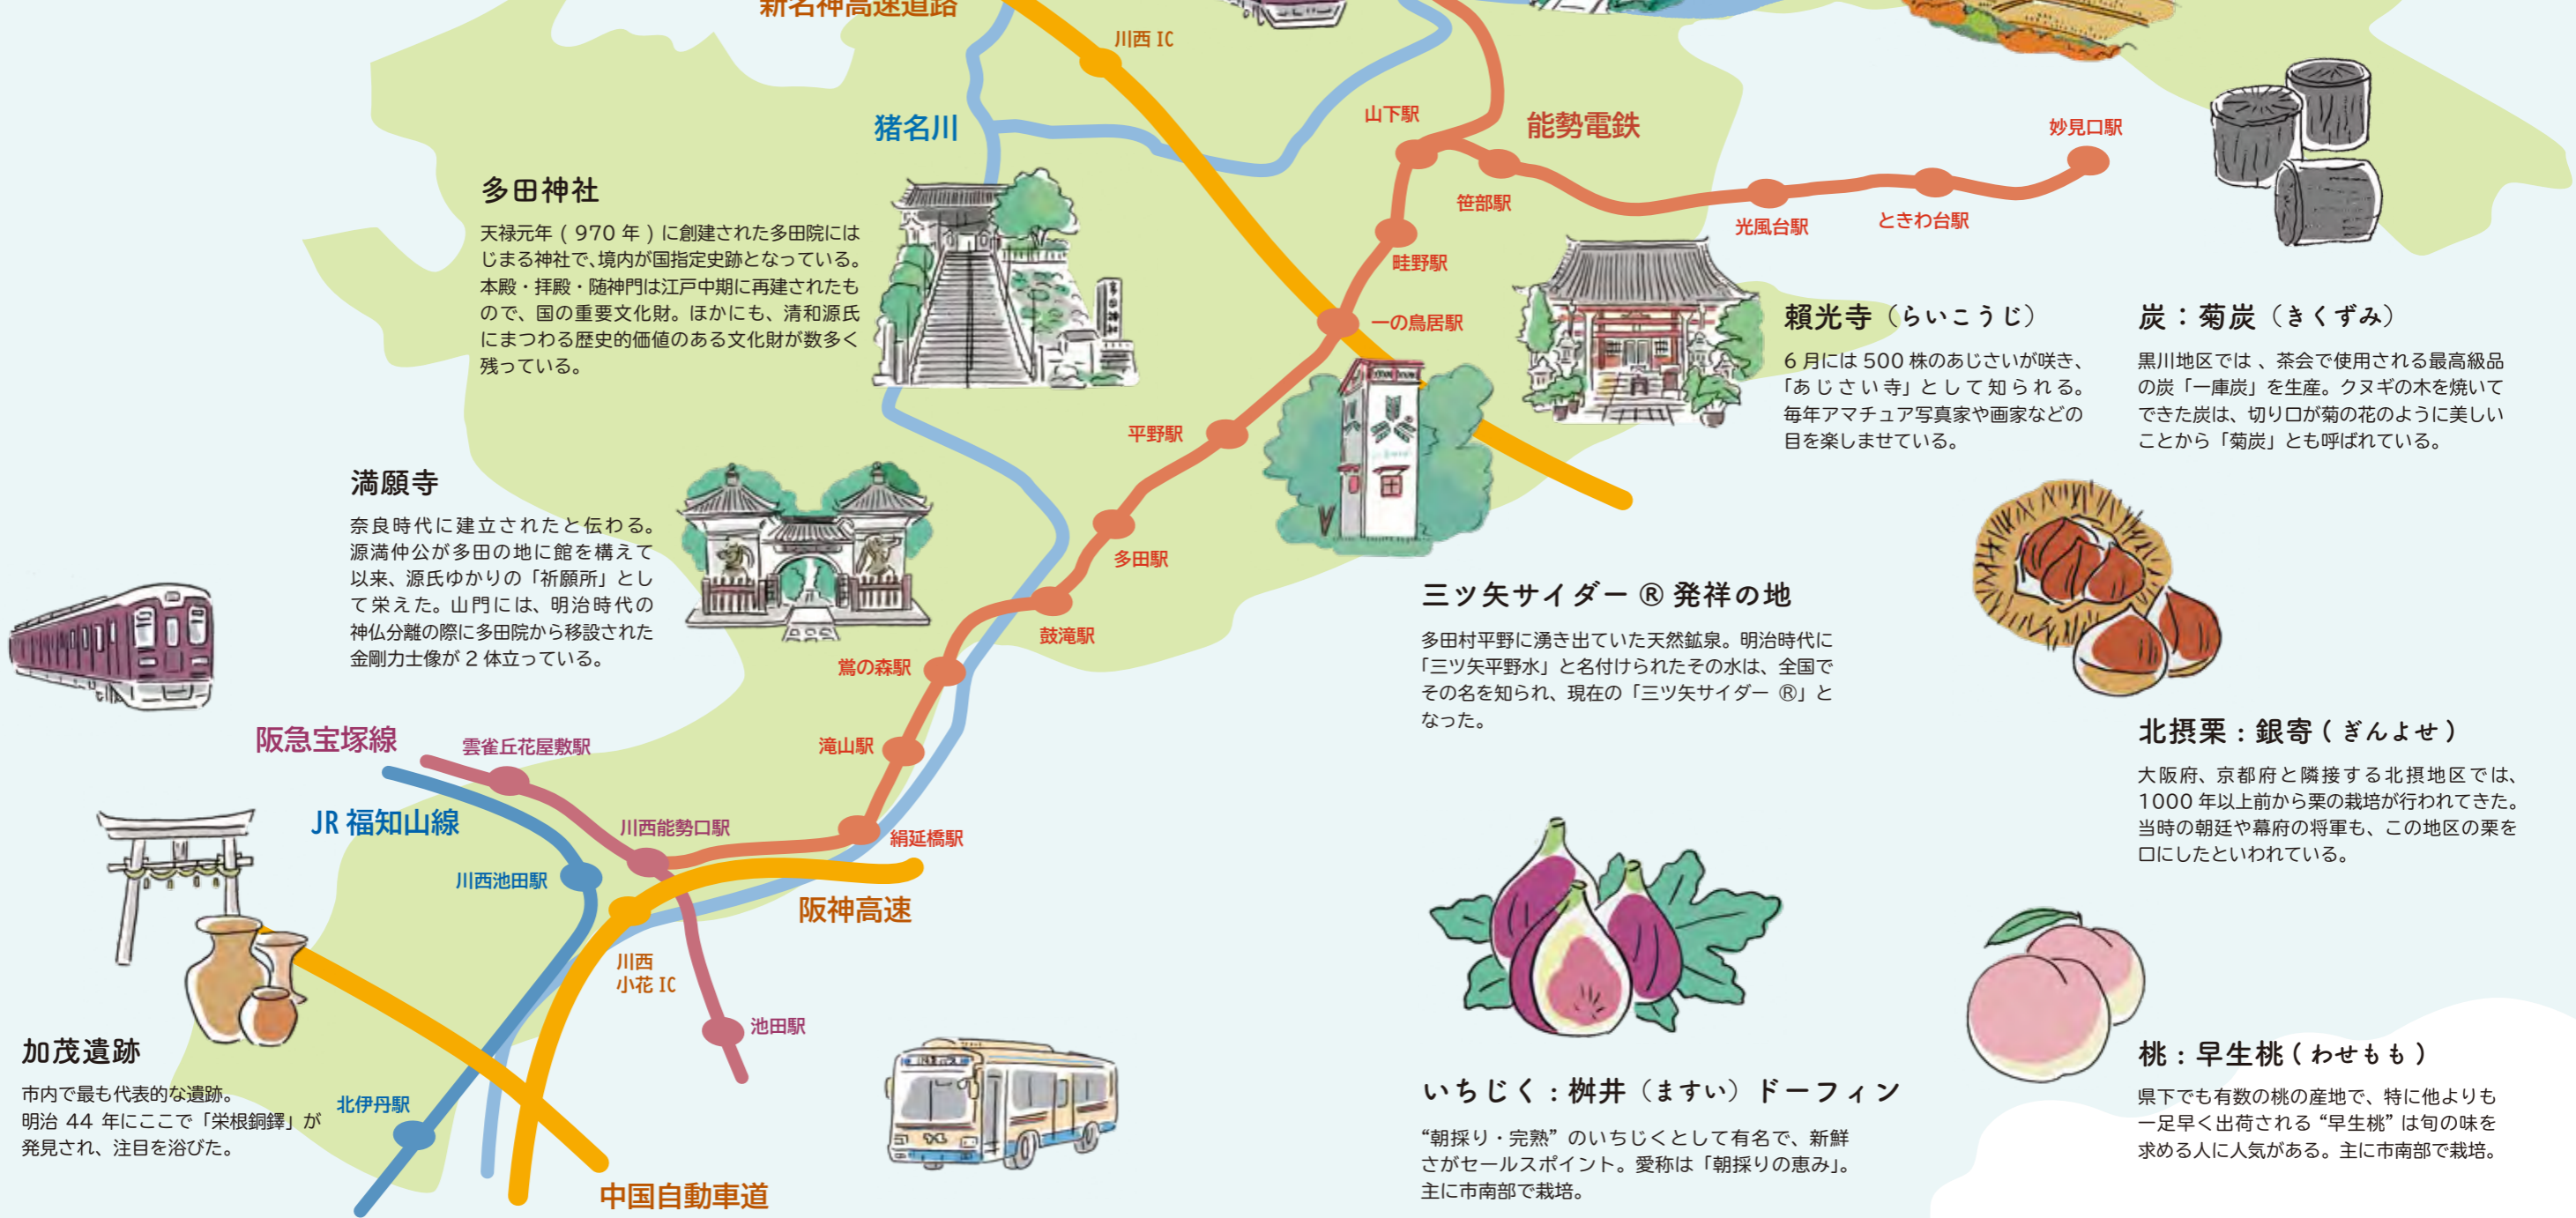 新名神高速道路
川西 IC
猪名川
山下駅
能勢電鉄
妙見口駅
笹部駅
光風台駅
ときわ台駅
畦野駅
一の鳥居駅
平野駅
多田駅
鼓滝駅
鴬の森駅
滝山駅
絹延橋駅
多田神社
天禄元年 ( 970 年 ) に創建された多田院には
じまる神社で、境内が国指定史跡となっている。
本殿・拝殿・随神門は江戸中期に再建されたも
ので、国の重要文化財。ほかにも、清和源氏
にまつわる歴史的価値のある文化財が数多く
残っている。
多田神社
賴光寺（らいこうじ）
6 月には 500 株のあじさいが咲き、
「あじさい寺」として知られる。
毎年アマチュア写真家や画家などの
目を楽しませている。
炭：菊炭（きくずみ）
黒川地区では 、茶会で使用される最高級品
の炭「一庫炭」を生産。クヌギの木を焼いて
できた炭は、切り口が菊の花のように美しい
ことから「菊炭」とも呼ばれている。
満願寺
奈良時代に建立されたと伝わる。
源満仲公が多田の地に館を構えて
以来、源氏ゆかりの「祈願所」とし
て栄えた。山門には、明治時代の
神仏分離の際に多田院から移設された
金剛力士像が 2 体立っている。
三ツ矢サイダー ® 発祥の地
多田村平野に湧き出ていた天然鉱泉。明治時代に
「三ツ矢平野水」と名付けられたその水は、全国で
その名を知られ、現在の「三ツ矢サイダー ®」と
なった。
北摂栗 : 銀寄 ( ぎんよせ )
大阪府、京都府と隣接する北摂地区では、
1000 年以上前から栗の栽培が行われてきた。
当時の朝廷や幕府の将軍も、この地区の栗を
口にしたといわれている。
阪急宝塚線
雲雀丘花屋敷駅
JR 福知山線
川西能勢口駅
川西池田駅
阪神高速
川西
小花 IC
池田駅
加茂遺跡
市内で最も代表的な遺跡。
明治 44 年にここで「栄根銅鐸」が
発見され、注目を浴びた。
北伊丹駅
中国自動車道
いちじく : 桝井（ますい）ドーフィン
“朝採り・完熟” のいちじくとして有名で、新鮮
さがセールスポイント。愛称は「朝採りの恵み」。
主に市南部で栽培。
桃 : 早生桃 ( わせもも )
県下でも有数の桃の産地で、特に他よりも
一足早く出荷される “早生桃” は旬の味を
求める人に人気がある。主に市南部で栽培。